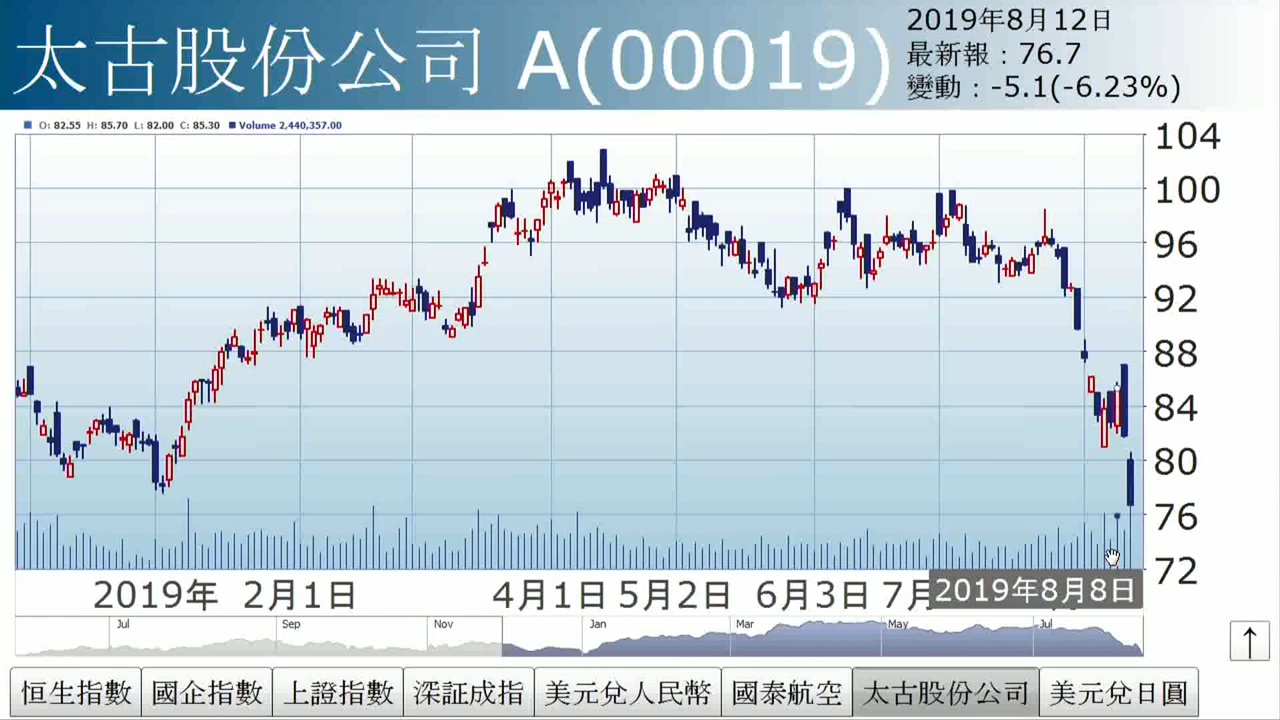 太古股份公司 A(00019)
2019年8月12日
最新報：76.7
變動：-5.1(-6.23%)
O: 82.55 H: 85.70 L: 82.00 C: 85.30 Volume 2,440,357.00
104
100
96
92
88
84
80
76
72
2019年 2月1日 4月1日 5月2日 6月3日 7月 2019年8月8日
Jul Sep Nov Jan Mar May Jul
↑
恒生指數 國企指數 上證指數 深証成指 美元兌人民幣 國泰航空 太古股份公司 美元兌日圓